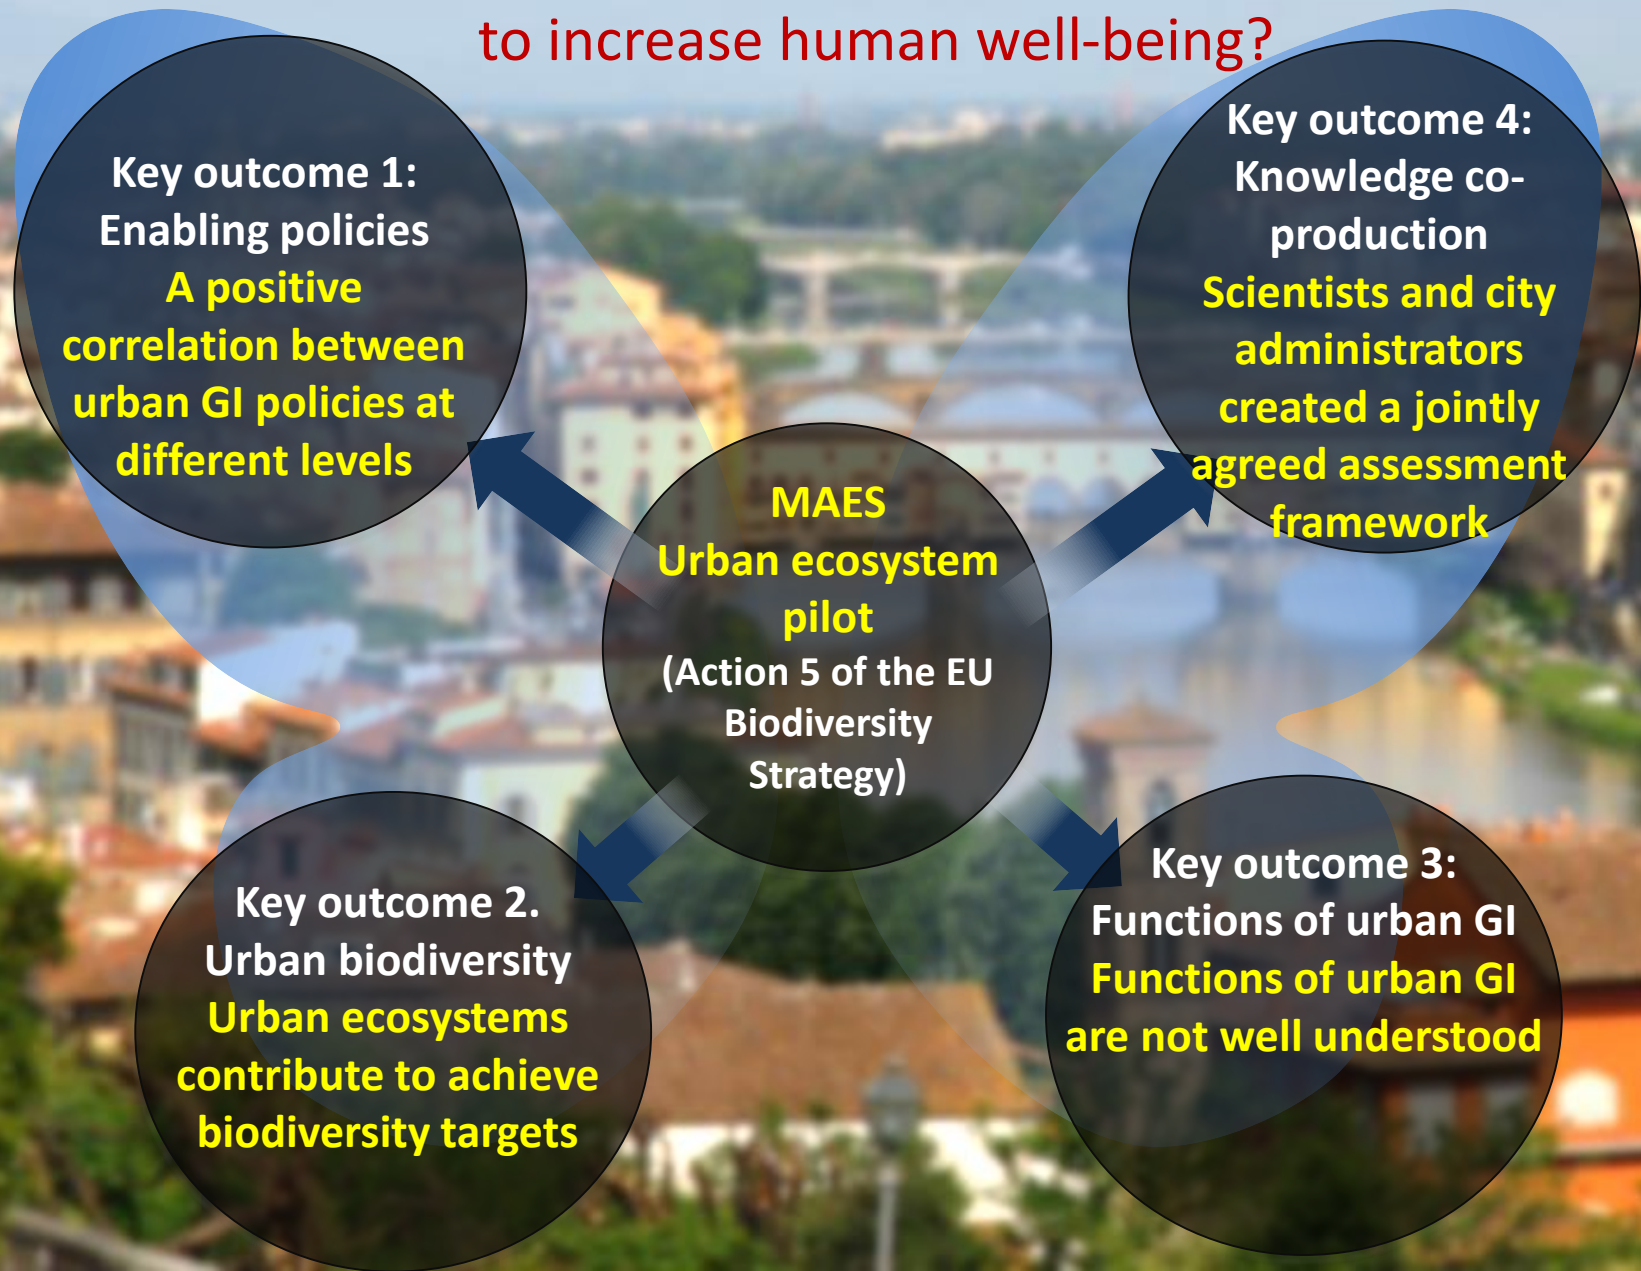 to increase human well-being?
Key outcome 1:
Enabling policies
A positive
correlation between
urban GI policies at
different levels
Key outcome 4:
Knowledge co-
production
Scientists and city
administrators
created a jointly
agreed assessment
framework
MAES
Urban ecosystem
pilot
(Action 5 of the EU
Biodiversity
Strategy)
Key outcome 2.
Urban biodiversity
Urban ecosystems
contribute to achieve
biodiversity targets
Key outcome 3:
Functions of urban GI
Functions of urban GI
are not well understood